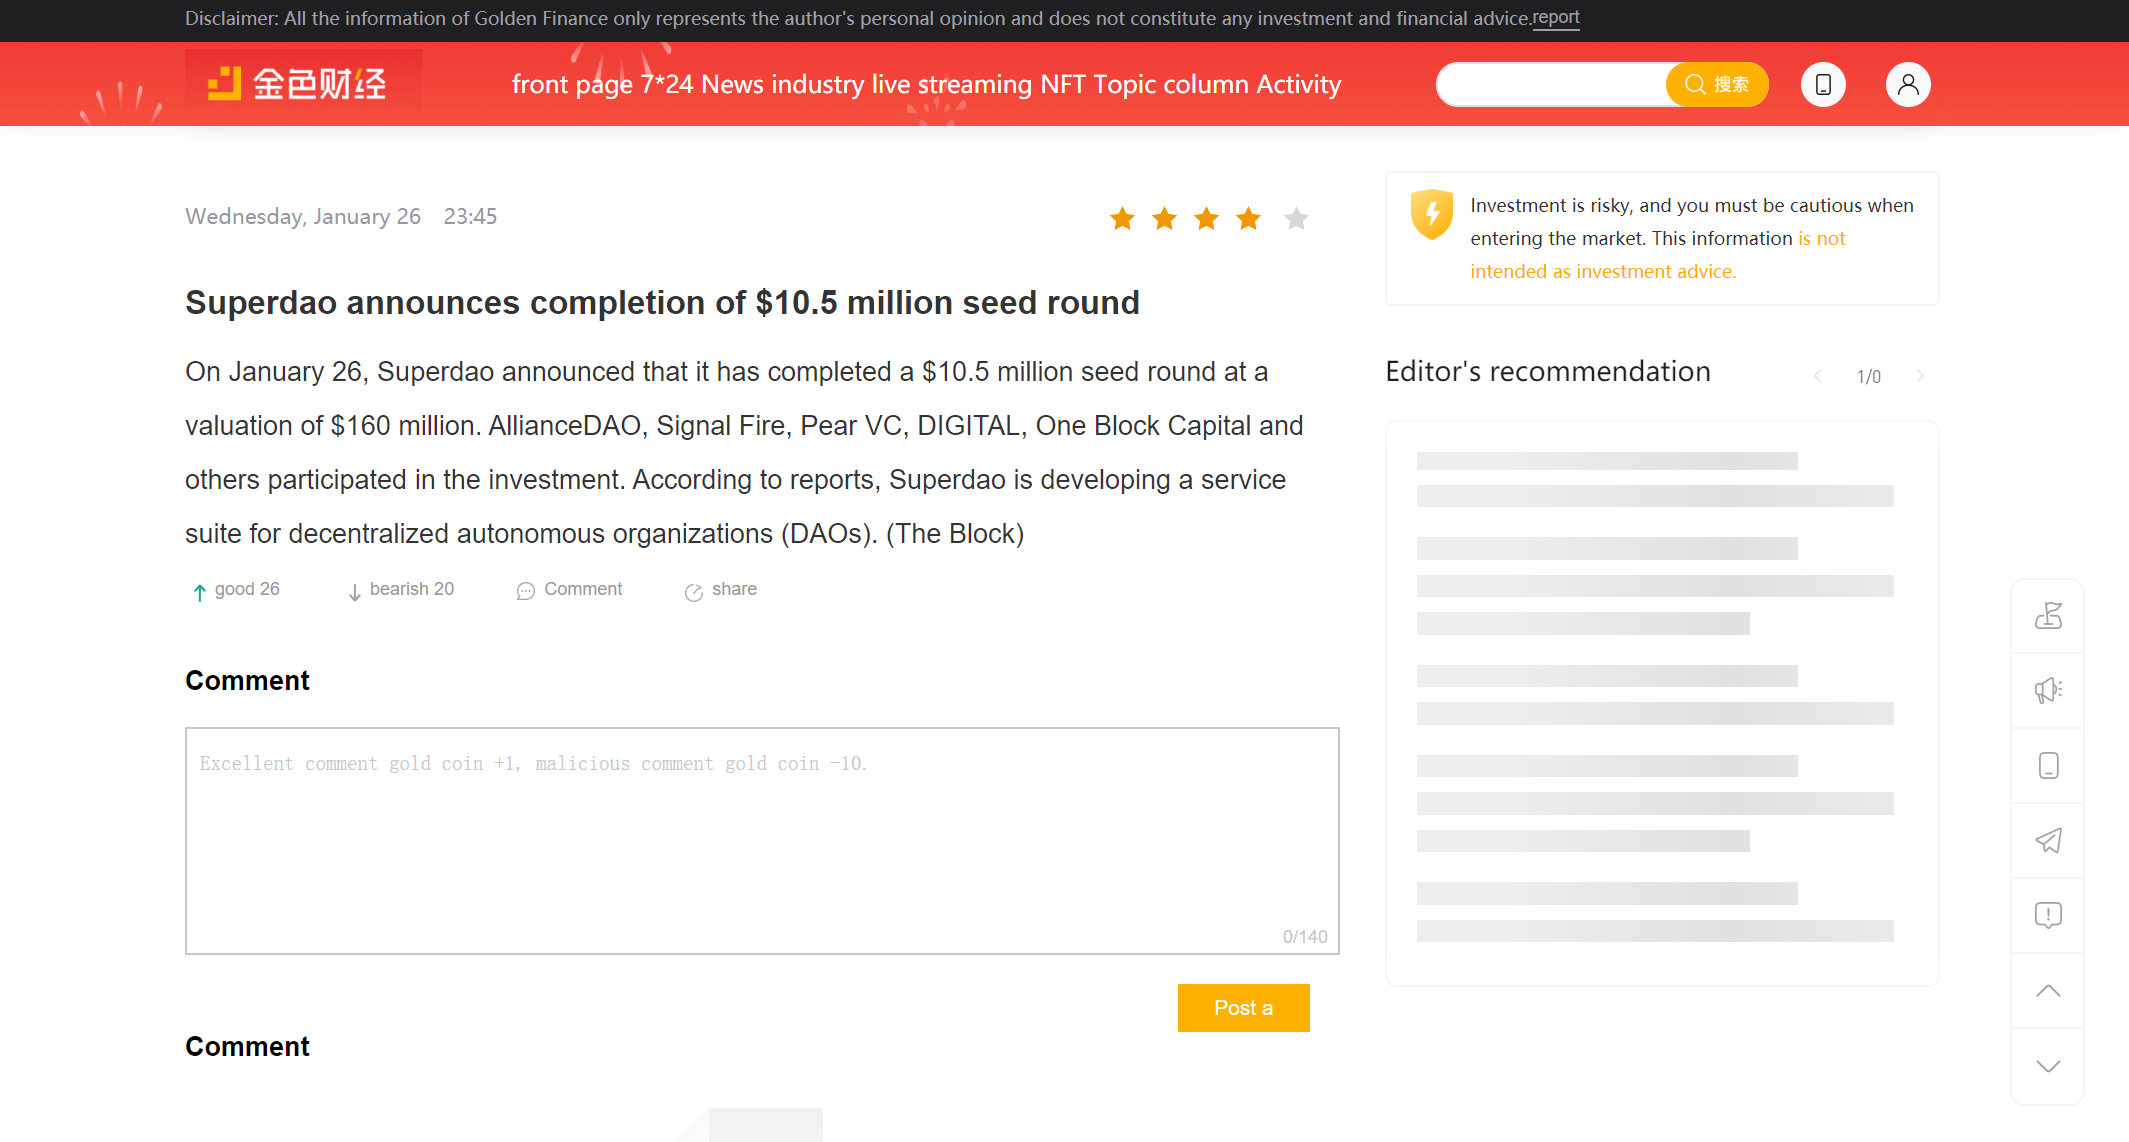 Disclaimer: All the information of Golden Finance only represents the author's personal opinion and does not constitute any investment and financial advice.report
金色财经
front page 7*24 News industry live streaming NFT Topic column Activity
搜索
Wednesday, January 26 23:45
Superdao announces completion of $10.5 million seed round
On January 26, Superdao announced that it has completed a $10.5 million seed round at a
valuation of $160 million. AllianceDAO, Signal Fire, Pear VC, DIGITAL, One Block Capital and
others participated in the investment. According to reports, Superdao is developing a service
suite for decentralized autonomous organizations (DAOs). (The Block)
good 26
bearish 20
Comment
share
Comment
Excellent comment gold coin +1, malicious comment gold coin -10.
0/140
Post a
Comment
Investment is risky, and you must be cautious when
entering the market. This information is not
intended as investment advice.
Editor's recommendation
1/0